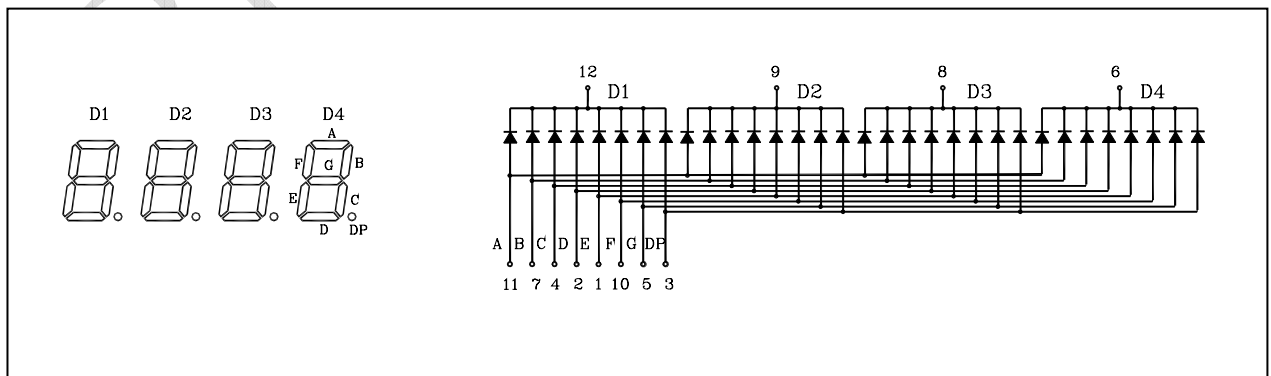 D1 D2 D3 D4
A
F G B
E C
D DP
12 9 8 6
D1 D2 D3 D4
A B C D E F G DP
11 7 4 2 1 10 5 3